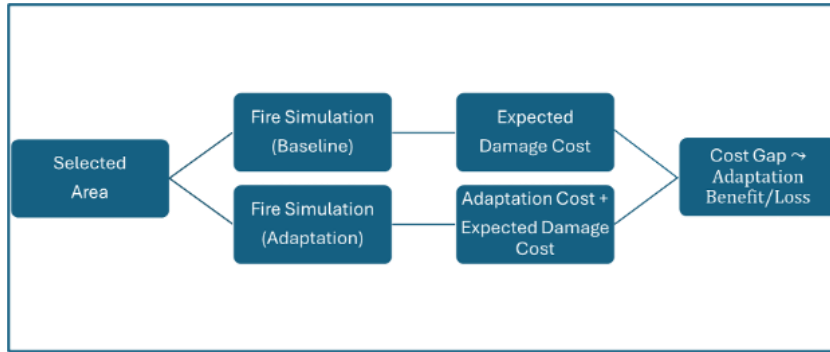 Selected
Area
Fire Simulation
(Baseline)
Expected
Damage Cost
Fire Simulation
(Adaptation)
Adaptation Cost +
Expected Damage
Cost
Cost Gap ⤳
Adaptation
Benefit/Loss